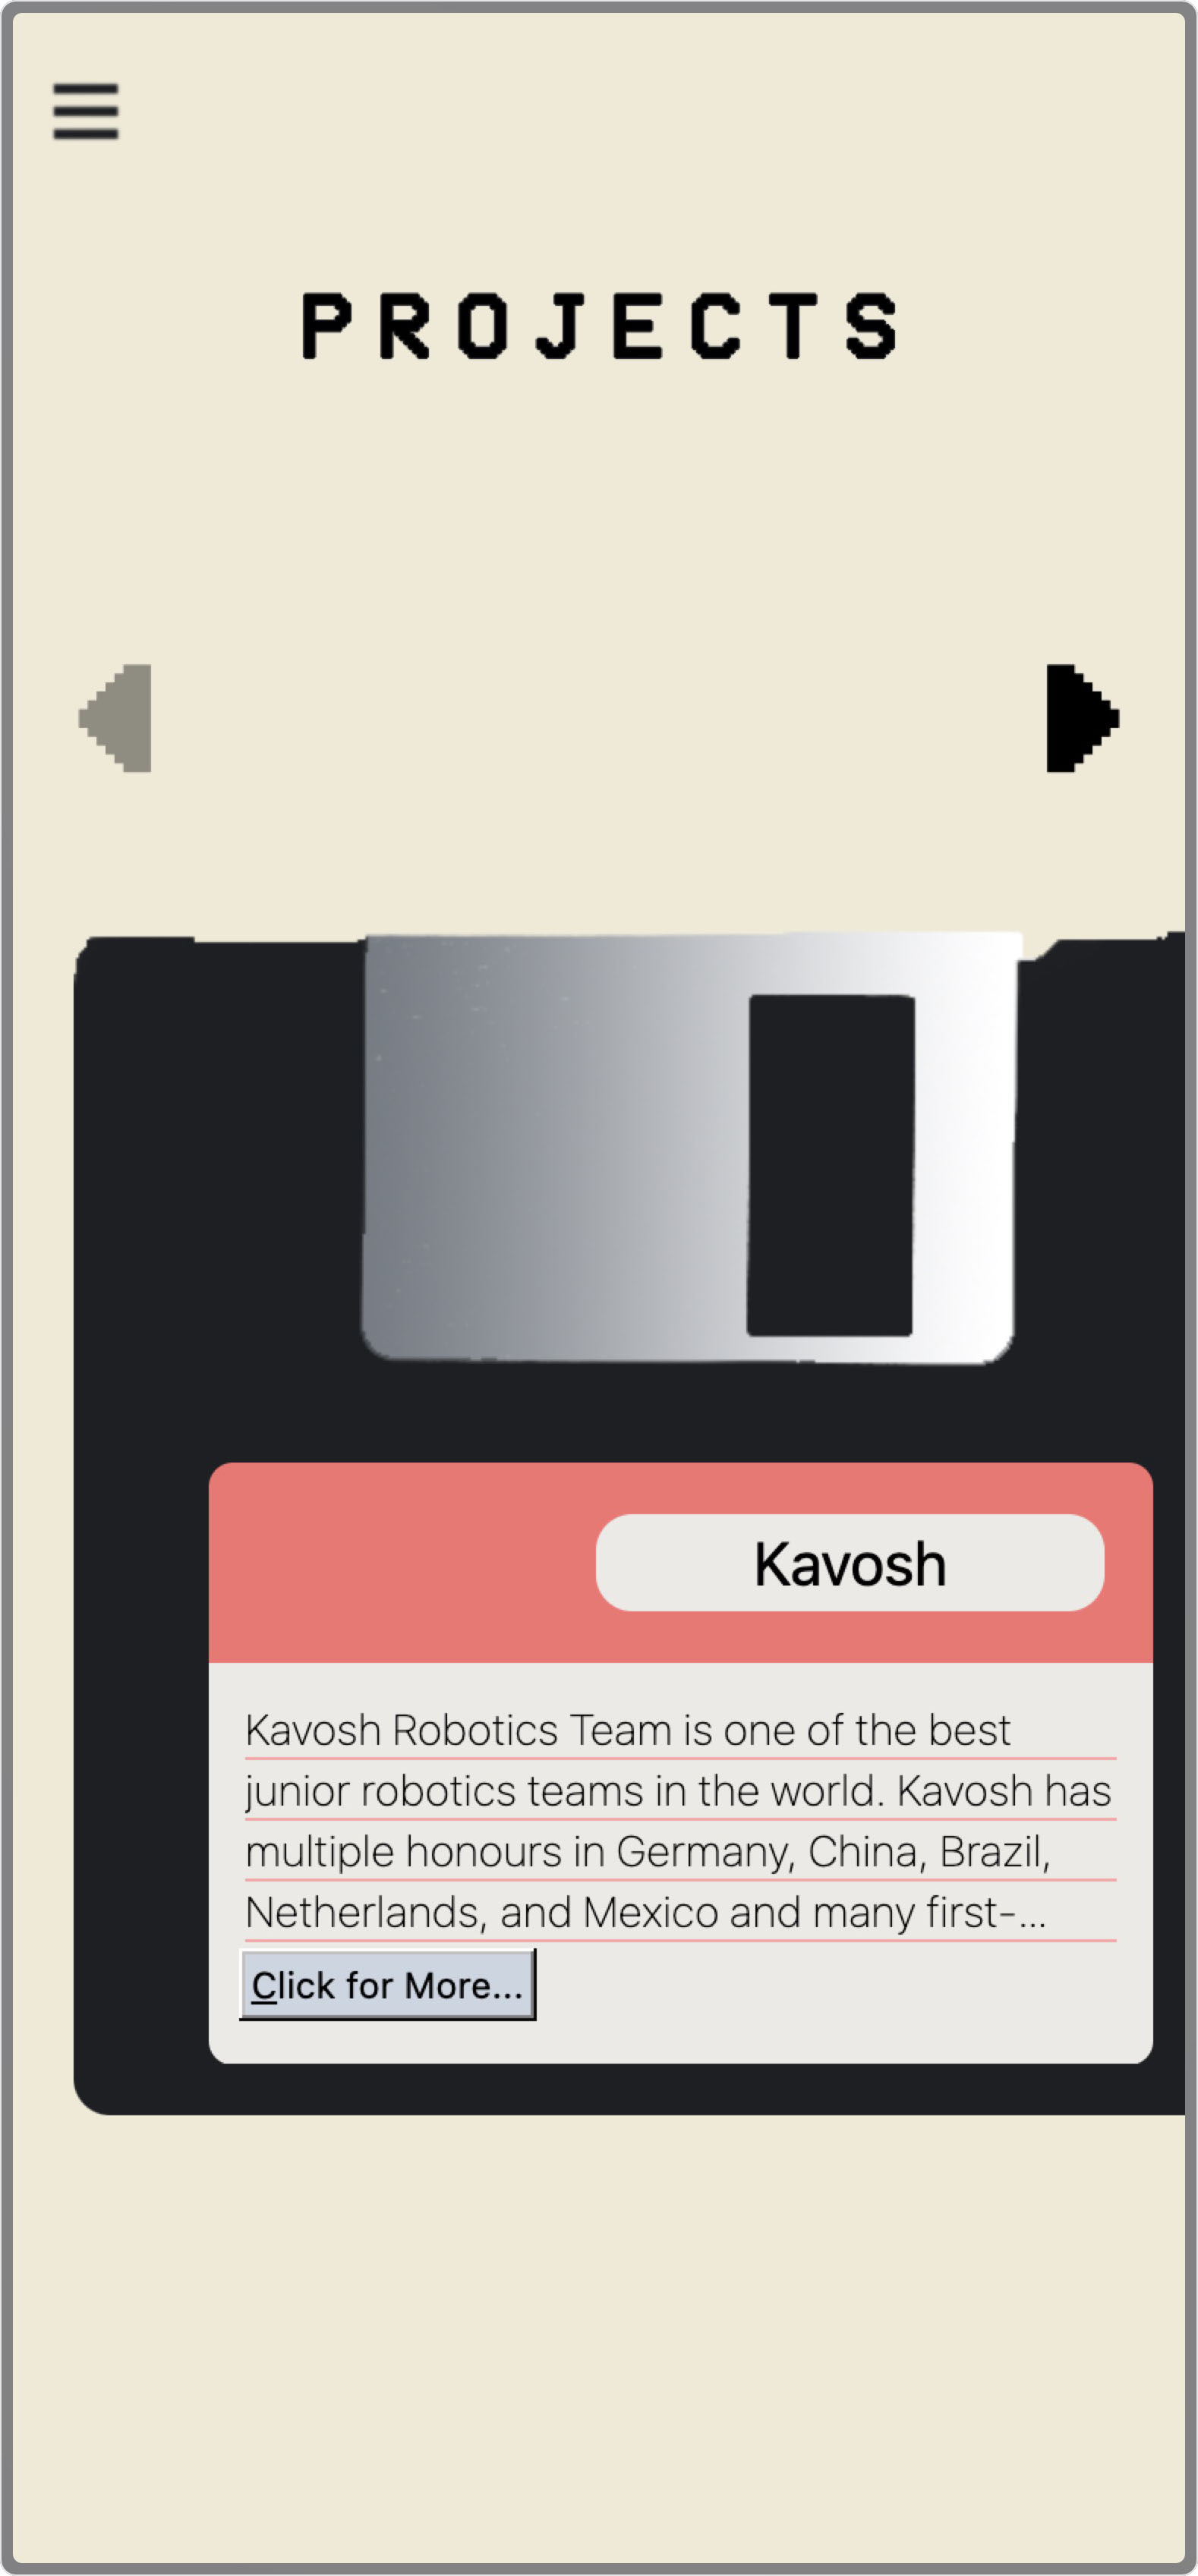 PROJECTS
Kavosh
Kavosh Robotics Team is one of the best
junior robotics teams in the world. Kavosh has
multiple honours in Germany, China, Brazil,
Netherlands, and Mexico and many first-...
Click for More...